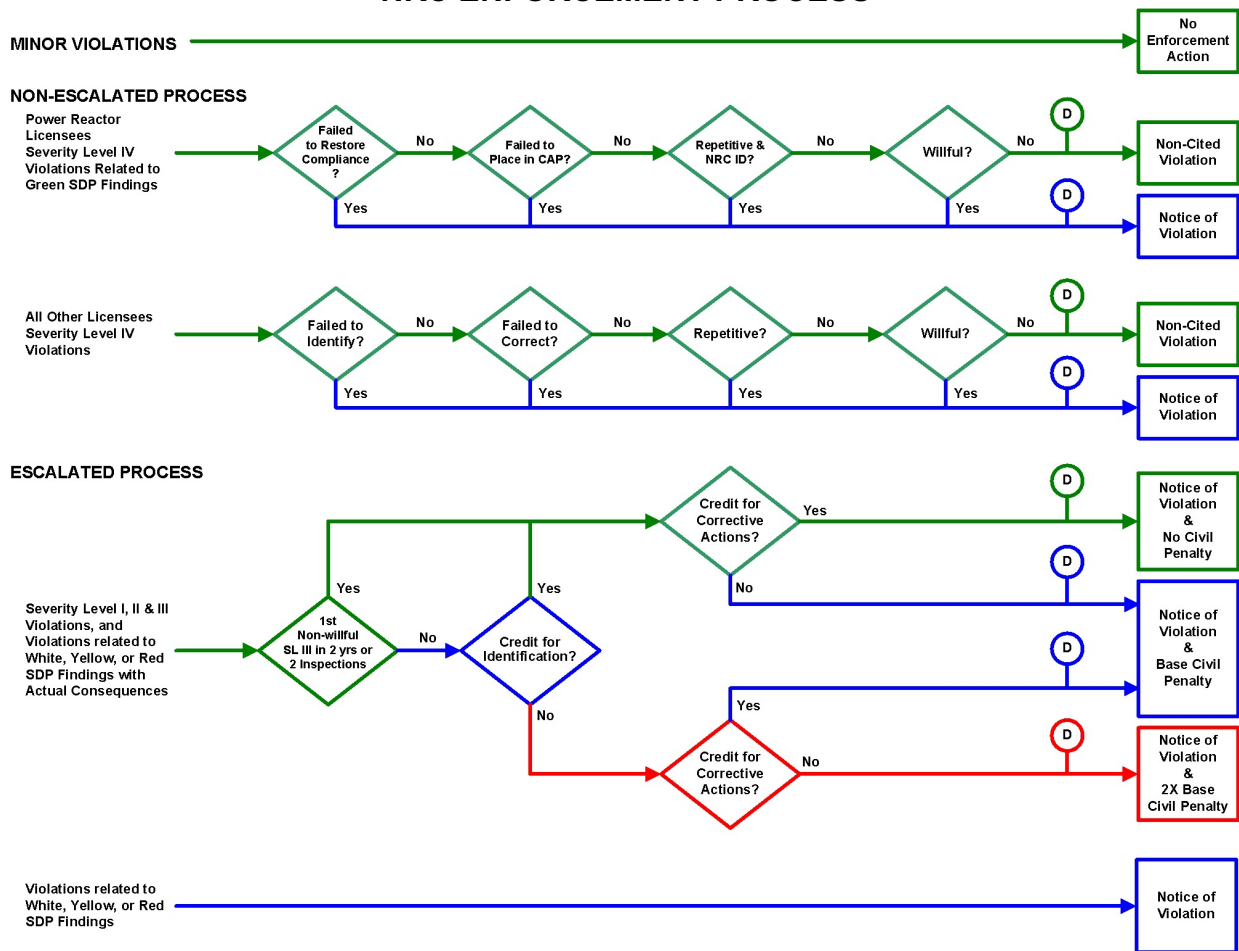 NRC ENFORCEMENT PROCESS
MINOR VIOLATIONS
No
Enforcement
Action
NON-ESCALATED PROCESS
Power Reactor
Licensees
Severity Level IV
Violations Related to
Green SDP Findings
Failed
to Restore
Compliance
?
No
Failed to
Place in CAP?
No
Repetitive &
NRC ID?
No
Willful?
No
D
Non-Cited
Violation
Yes
Yes
Yes
Yes
D
Notice of
Violation
All Other Licensees
Severity Level IV
Violations
Failed to
Identify?
No
Failed to
Correct?
No
Repetitive?
No
Willful?
No
D
Non-Cited
Violation
Yes
Yes
Yes
Yes
D
Notice of
Violation
ESCALATED PROCESS
Credit for
Corrective
Actions?
Yes
D
Notice of
Violation
&
No Civil
Penalty
No
D
Severity Level I, II & III
Violations, and
Violations related to
White, Yellow, or Red
SDP Findings with
Actual Consequences
Yes
1st
Non-willful
SL III in 2 yrs or
2 Inspections
No
Yes
Credit for
Identification?
D
Notice of
Violation
&
Base Civil
Penalty
No
Yes
Credit for
Corrective
Actions?
No
D
Notice of
Violation
&
2X Base
Civil Penalty
Violations related to
White, Yellow, or Red
SDP Findings
Notice of
Violation